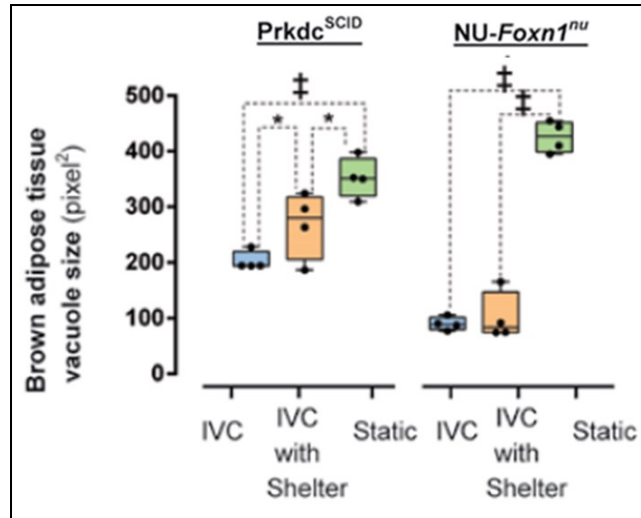 Prkdc^SCID
NU-Foxn1^nu
Brown adipose tissue
vacuole size (pixel²)
500
400
300
200
100
0
‡
*
*
‡
‡
IVC
IVC
with
Shelter
Static
IVC
IVC
with
Shelter
Static